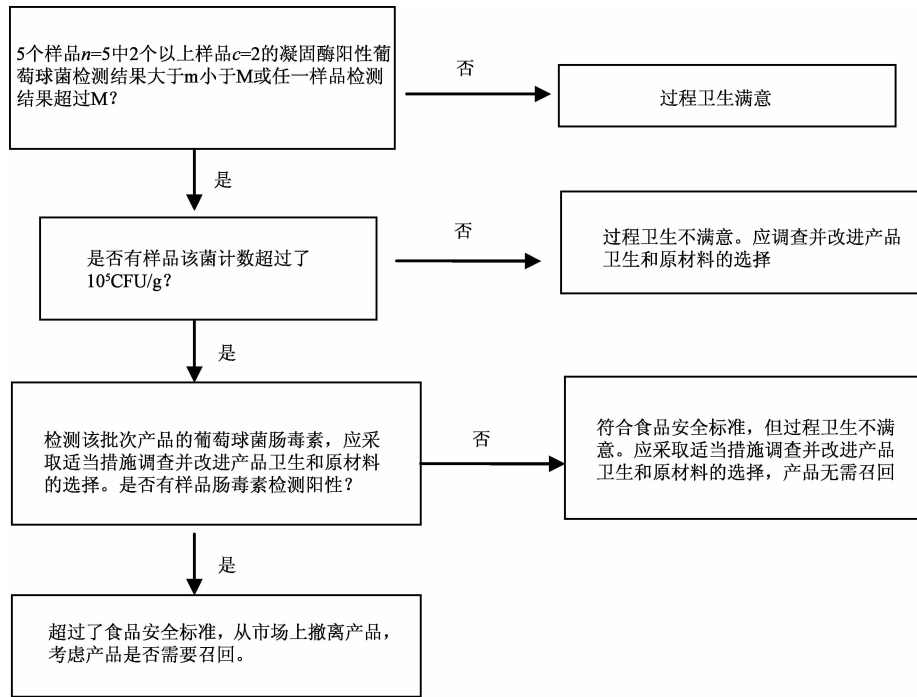 5个样品n=5中2个以上样品c=2的凝固酶阳性葡
萄球菌检测结果大于m小于M或任一样品检测
结果超过M？
否
过程卫生满意
是
是否有样品该菌计数超过了
10⁵CFU/g？
否
过程卫生不满意。应调查并改进产品
卫生和原材料的选择
是
检测该批次产品的葡萄球菌肠毒素，应采
取适当措施调查并改进产品卫生和原材料
的选择。是否有样品肠毒素检测阳性？
否
符合食品安全标准，但过程卫生不满
意。应采取适当措施调查并改进产品
卫生和原材料的选择，产品无需召回
是
超过了食品安全标准，从市场上撤离产品，
考虑产品是否需要召回。